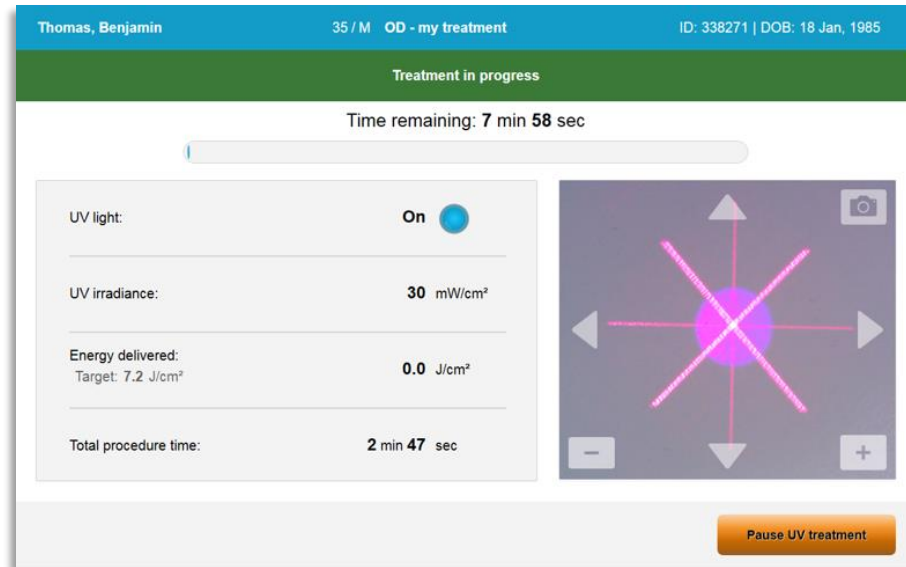 Thomas, Benjamin 35 / M OD - my treatment ID: 338271 | DOB: 18 Jan, 1985
Treatment in progress
Time remaining: 7 min 58 sec
UV light: On
UV irradiance: 30 mW/cm²
Energy delivered:
Target: 7.2 J/cm² 0.0 J/cm²
Total procedure time: 2 min 47 sec
Pause UV treatment